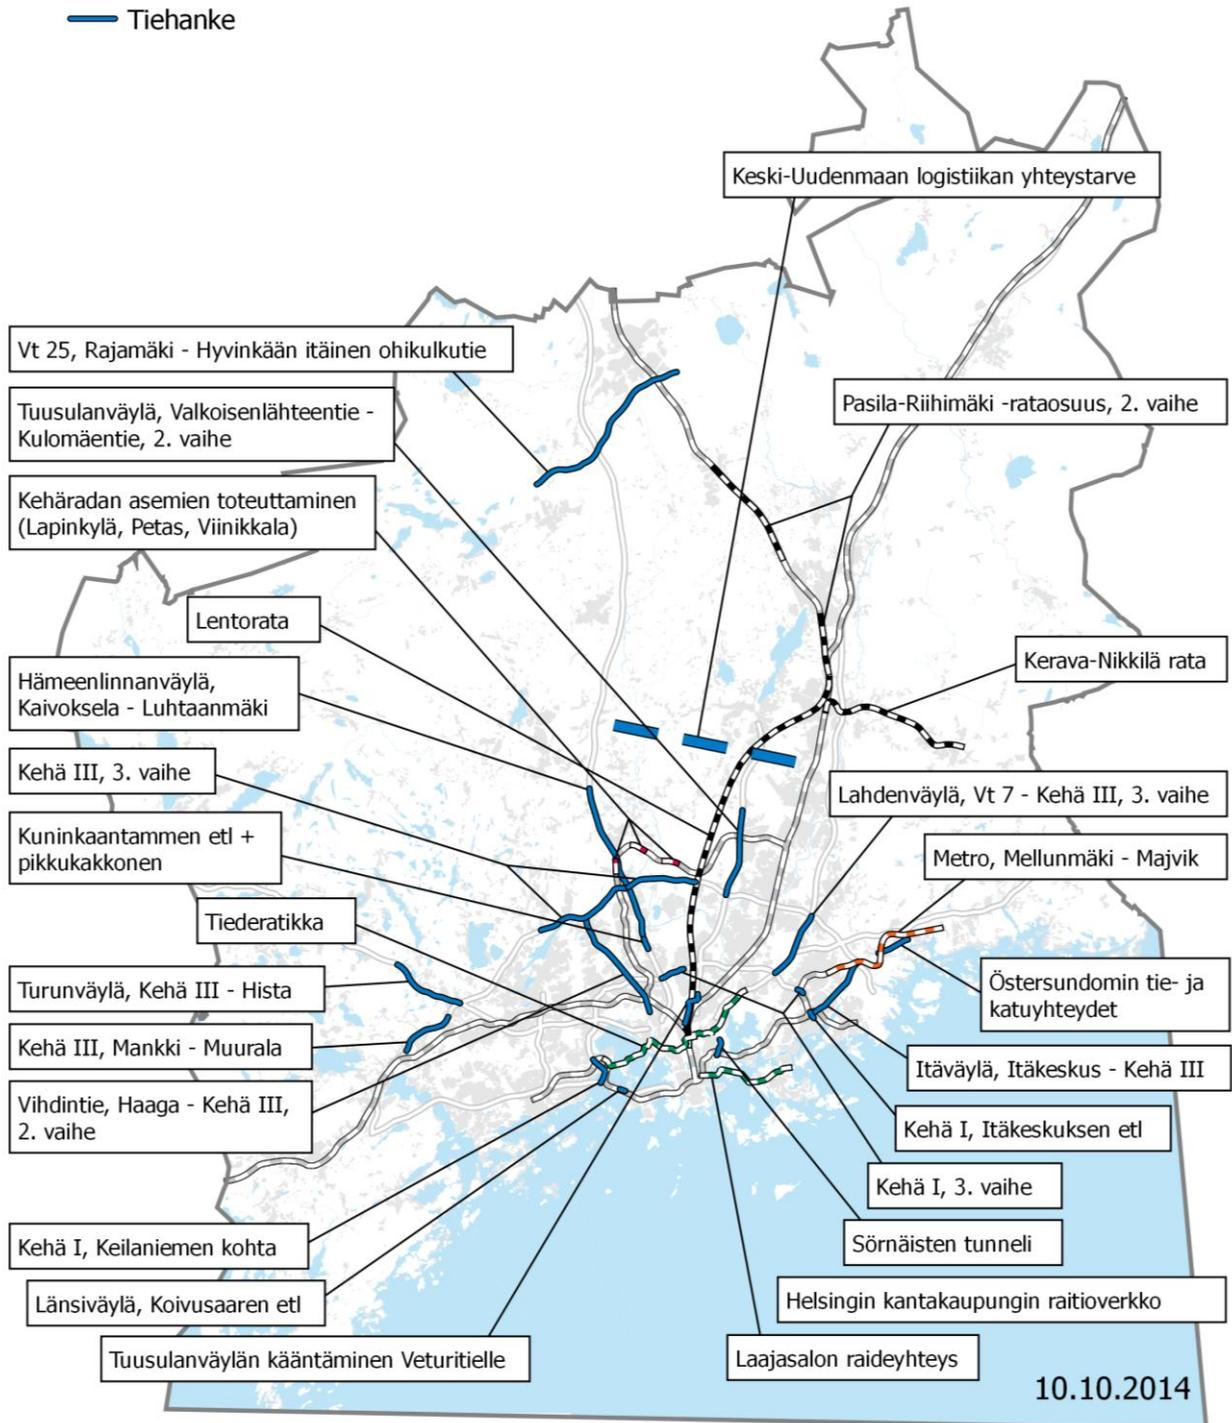 Tiehanke
Keski-Uudenmaan logistiikan yhteystarve
Vt 25, Rajamäki - Hyvinkään itäinen ohikulkutie
Pasila-Riihimäki -rataosuus, 2. vaihe
Tuusulanväylä, Valkoisenlähteentie -
Kulomäentie, 2. vaihe
Kehäradan asemien toteuttaminen
(Lapinkylä, Petas, Viinikkala)
Lentorata
Kerava-Nikkilä rata
Hämeenlinnanväylä,
Kaivoksela - Luhtaanmäki
Kehä III, 3. vaihe
Lahdenväylä, Vt 7 - Kehä III, 3. vaihe
Kuninkaantammen etl +
pikkukakkonen
Metro, Mellunmäki - Majvik
Tiederatikka
Turunväylä, Kehä III - Hista
Östersundomin tie- ja
katuyhteydet
Kehä III, Mankki - Muurala
Itäväylä, Itäkeskus - Kehä III
Vihdintie, Haaga - Kehä III,
2. vaihe
Kehä I, Itäkeskuksen etl
Kehä I, 3. vaihe
Kehä I, Keilaniemen kohta
Sörnäisten tunneli
Länsiväylä, Koivusaaren etl
Helsingin kantakaupungin raitioverkko
Tuusulanväylän kääntäminen Veturitielle
Laajasalon raideyhteys
10.10.2014